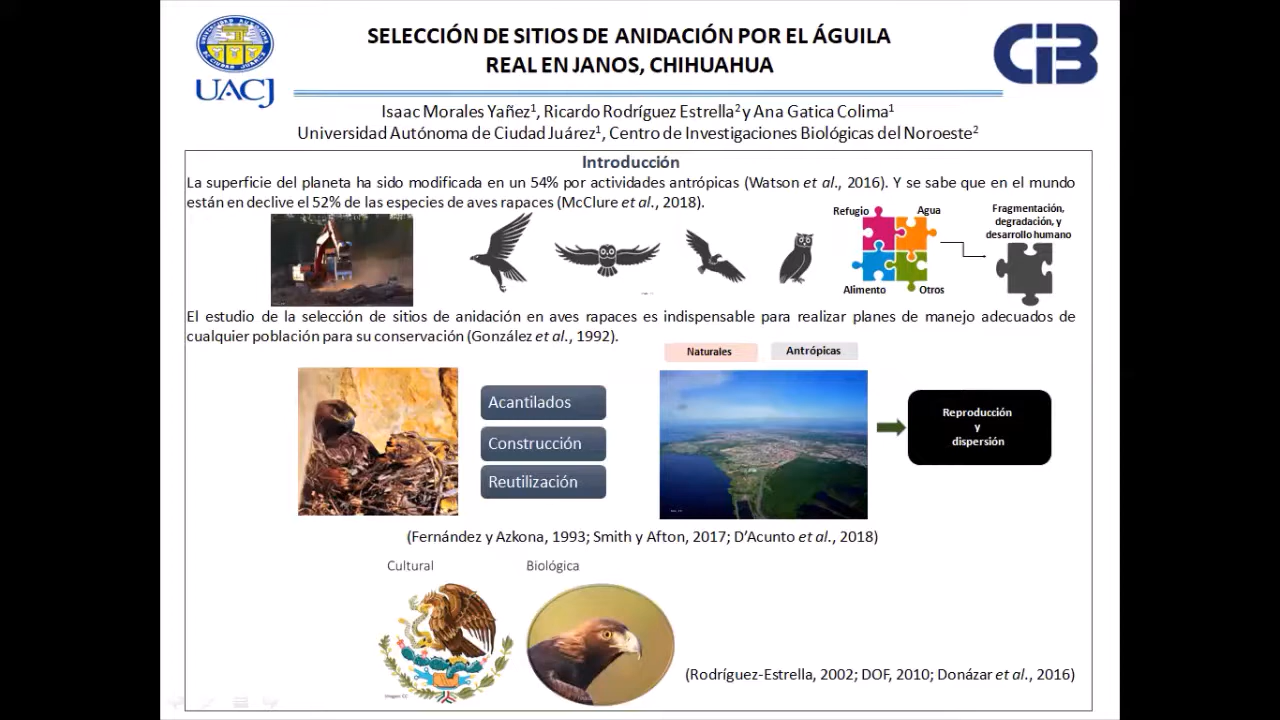 SELECCIÓN DE SITIOS DE ANIDACIÓN POR EL ÁGUILA
REAL EN JANOS, CHIHUAHUA
UACJ
CiB
Isaac Morales Yañez1, Ricardo Rodríguez Estrella2 y Ana Gatica Colima1
Universidad Autónoma de Ciudad Juárez1, Centro de Investigaciones Biológicas del Noroeste2
Introducción
La superficie del planeta ha sido modificada en un 54% por actividades antrópicas (Watson et al., 2016). Y se sabe que en el mundo
están en declive el 52% de las especies de aves rapaces (McClure et al., 2018).
Refugio
Agua
Alimento
Otros
Fragmentación,
degradación, y
desarrollo humano
El estudio de la selección de sitios de anidación en aves rapaces es indispensable para realizar planes de manejo adecuados de
cualquier población para su conservación (González et al., 1992).
Naturales
Antrópicas
Acantilados
Construcción
Reutilización
Reproducción
y
dispersión
(Fernández y Azkona, 1993; Smith y Afton, 2017; D’Acunto et al., 2018)
Cultural
Biológica
(Rodríguez-Estrella, 2002; DOF, 2010; Donázar et al., 2016)